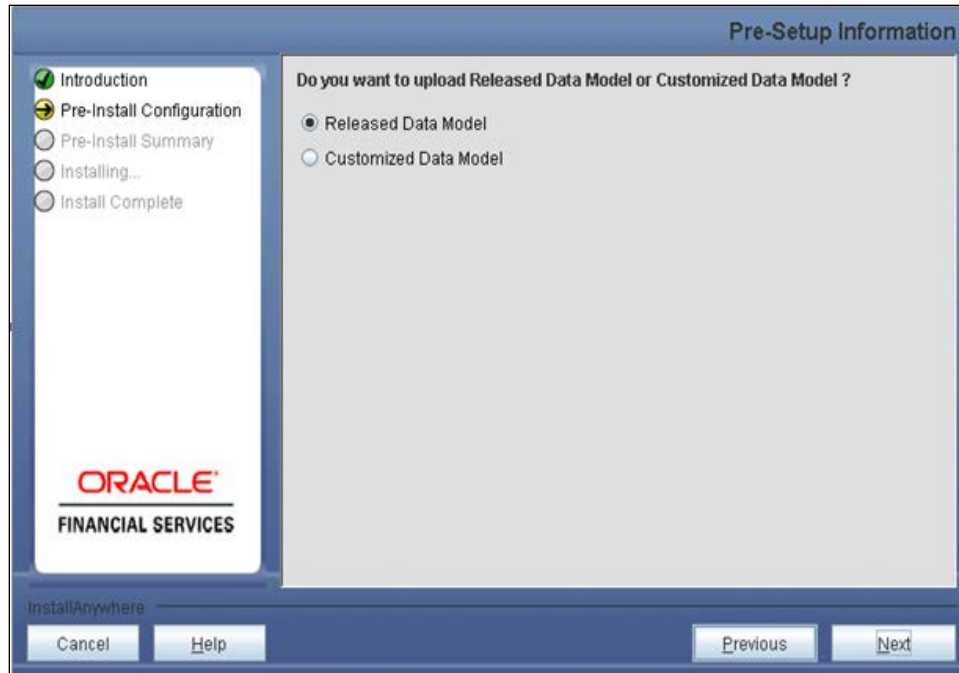 Pre-Setup Information
Introduction
Pre-Install Configuration
Pre-Install Summary
Installing...
Install Complete
ORACLE
FINANCIAL SERVICES
Do you want to upload Released Data Model or Customized Data Model ?
Released Data Model
Customized Data Model
InstallAnywhere
Cancel
Help
Previous
Next